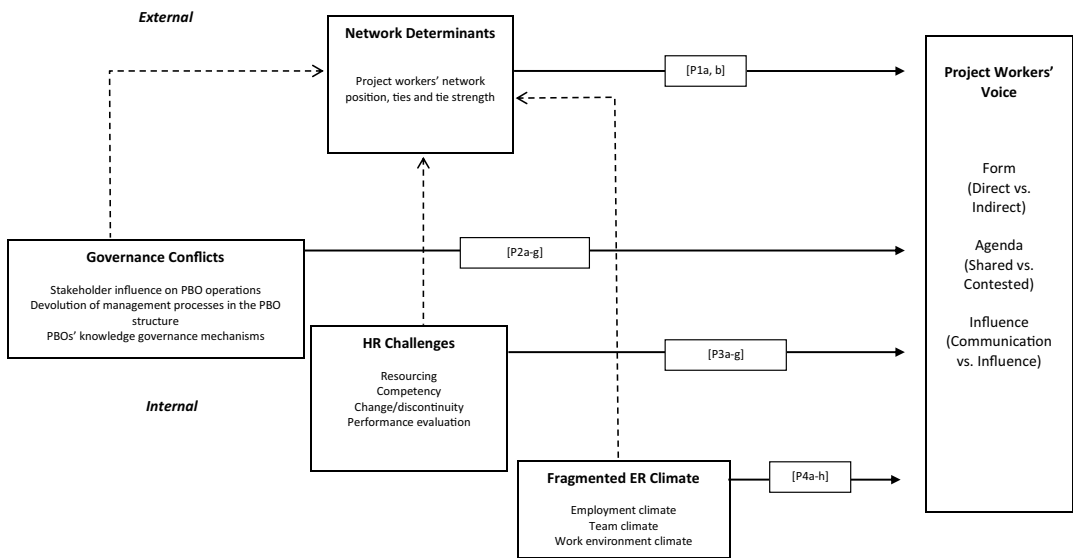 External
Network Determinants
Project workers' network
position, ties and tie strength
[P1a, b]
Project Workers'
Voice
Form
(Direct vs.
Indirect)
Agenda
(Shared vs.
Contested)
Influence
(Communication
vs. Influence)
Governance Conflicts
Stakeholder influence on PBO operations
Devolution of management processes in the PBO
structure
PBOs' knowledge governance mechanisms
[P2a-g]
HR Challenges
Resourcing
Competency
Change/discontinuity
Performance evaluation
[P3a-g]
Internal
Fragmented ER Climate
Employment climate
Team climate
Work environment climate
[P4a-h]